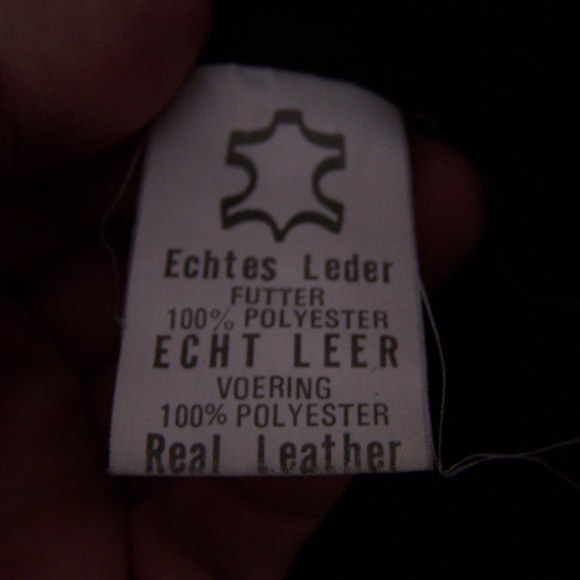 Echtes Leder
FUTTER
100% POLYESTER
ECHT LEER
VOERING
100% POLYESTER
Real Leather